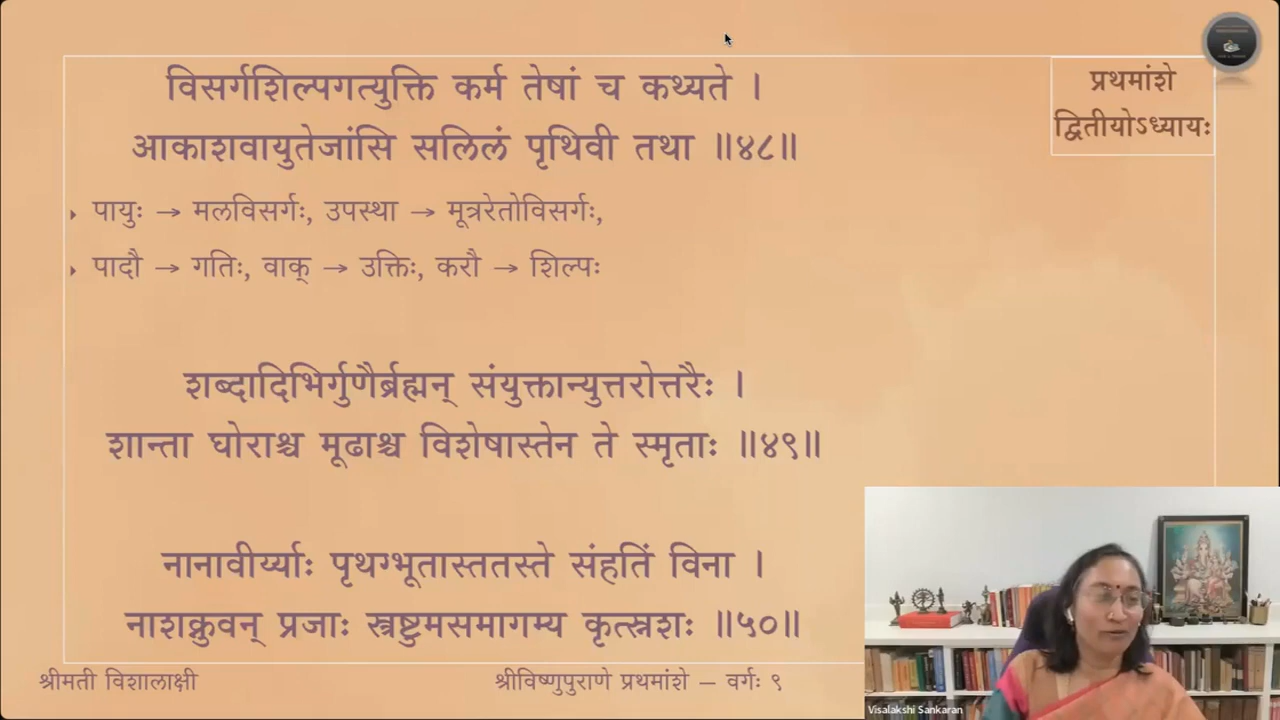 विसर्गशिल्पगत्युक्ति कर्म तेषां च कथ्यते ।
आकाशवायुतेजांसि सलिलं पृथिवी तथा ॥४८॥
प्रथमांशे
द्वितीयोऽध्यायः
पायुः → मलविसर्गः, उपस्था → मूत्ररेतोविसर्गः,
पादौ → गतिः, वाक् → उक्तिः, करौ → शिल्पः
शब्दादिभिर्गुणैर्ब्रह्मन् संयुक्तान्युत्तरोत्तरैः ।
शान्ता घोराश्च मूढाश्च विशेषास्तेन ते स्मृताः ॥४९॥
नानावीर्य्याः पृथग्भूतास्ततस्ते संहतिं विना ।
नाशक्नुवन् प्रजाः स्त्रष्टुमसमागम्य कृत्स्नशः ॥५०॥
श्रीमती विशालाक्षी
श्रीविष्णुपुराणे प्रथमांशे – वर्गः ९
Visalakshi Sankaran